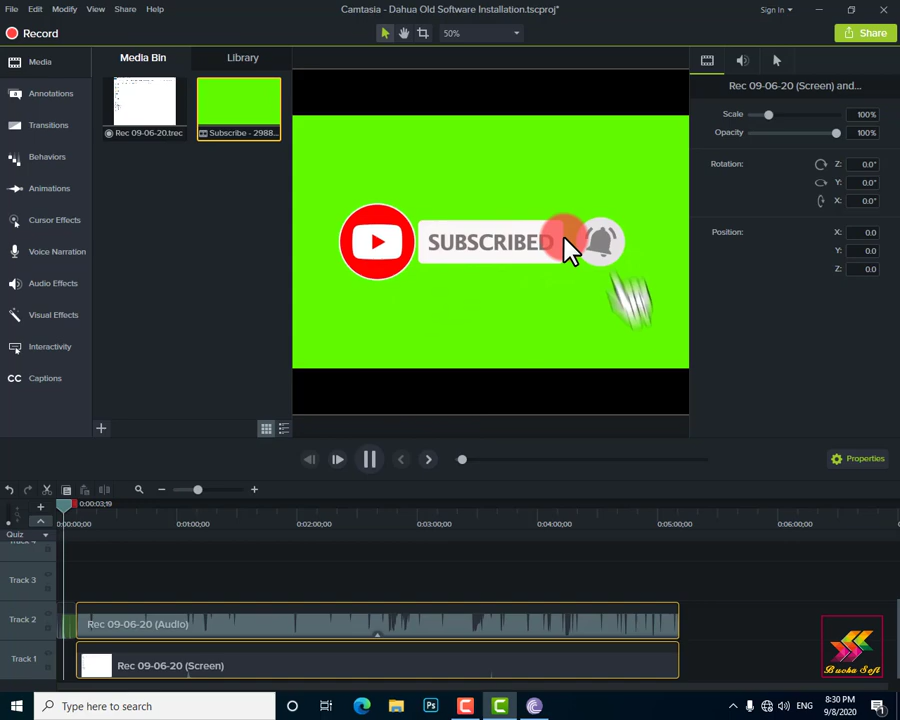 File Edit Modify View Share Help
Camtasia - Dahua Old Software Installation.tscproj*
Sign In
Record
50%
Share
Media
Annotations
Transitions
Behaviors
Animations
Cursor Effects
Voice Narration
Audio Effects
Visual Effects
Interactivity
CC Captions
Media Bin
Library
Rec 09-06-20.trec
Subscribe - 2988...
SUBSCRIBED
Rec 09-06-20 (Screen) and...
Scale 100%
Opacity 100%
Rotation: Z: 0.0°
Y: 0.0°
X: 0.0°
Position: X: 0.0
Y: 0.0
Z: 0.0
Properties
0:00:03;19
0:00:00;00 0:01:00;00 0:02:00;00 0:03:00;00 0:04:00;00 0:05:00;00 0:06:00;00
Quiz
Track 4
Track 3
Track 2
Rec 09-06-20 (Audio)
Track 1
Rec 09-06-20 (Screen)
Bucha Soft
Type here to search
Ps
ENG
8:30 PM
9/8/2020
1